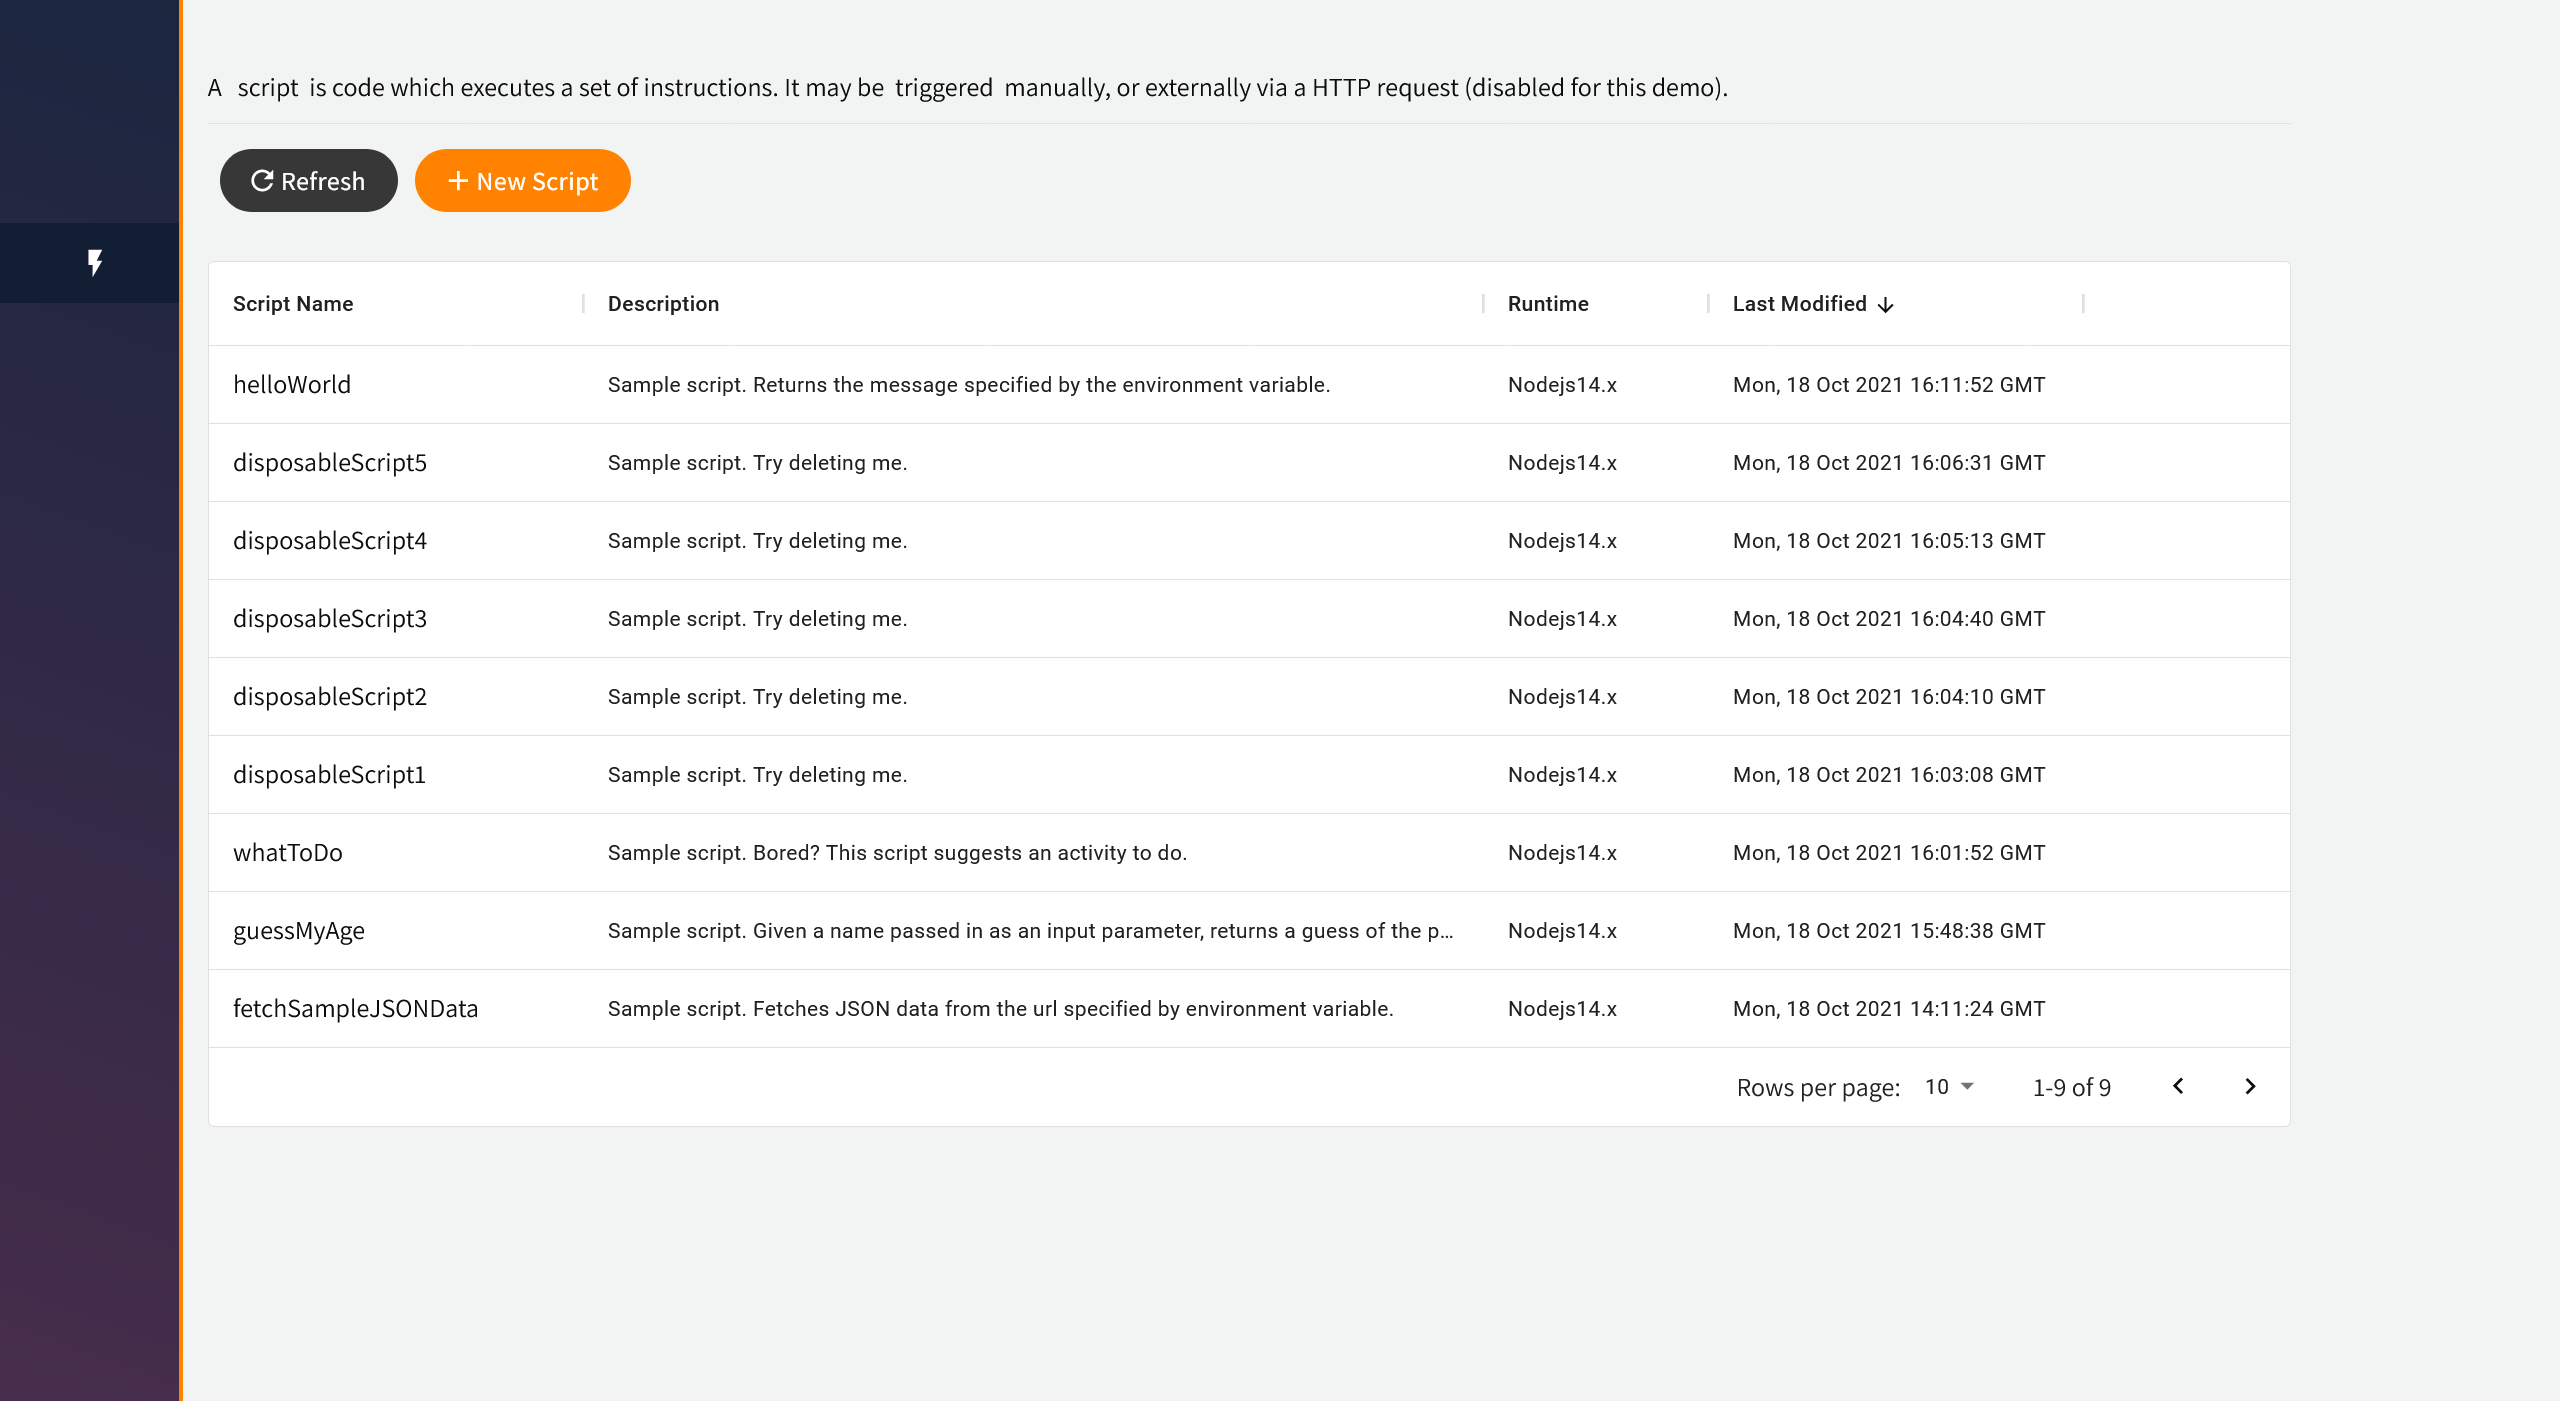 A script is code which executes a set of instructions. It may be triggered manually, or externally via a HTTP request (disabled for this demo).
Refresh New Script
Script Name Description Runtime Last Modified
helloWorld Sample script. Returns the message specified by the environment variable. Nodejs14.x Mon, 18 Oct 2021 16:11:52 GMT
disposableScript5 Sample script. Try deleting me. Nodejs14.x Mon, 18 Oct 2021 16:06:31 GMT
disposableScript4 Sample script. Try deleting me. Nodejs14.x Mon, 18 Oct 2021 16:05:13 GMT
disposableScript3 Sample script. Try deleting me. Nodejs14.x Mon, 18 Oct 2021 16:04:40 GMT
disposableScript2 Sample script. Try deleting me. Nodejs14.x Mon, 18 Oct 2021 16:04:10 GMT
disposableScript1 Sample script. Try deleting me. Nodejs14.x Mon, 18 Oct 2021 16:03:08 GMT
whatToDo Sample script. Bored? This script suggests an activity to do. Nodejs14.x Mon, 18 Oct 2021 16:01:52 GMT
guessMyAge Sample script. Given a name passed in as an input parameter, returns a guess of the p... Nodejs14.x Mon, 18 Oct 2021 15:48:38 GMT
fetchSampleJSONData Sample script. Fetches JSON data from the url specified by environment variable. Nodejs14.x Mon, 18 Oct 2021 14:11:24 GMT
Rows per page: 10 1-9 of 9